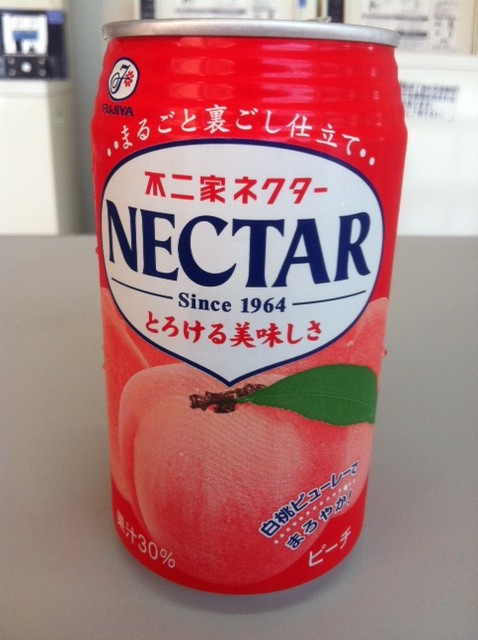 FUJIYA
まるごと裏ごし仕立て
不二家ネクター
NECTAR
Since 1964
とろける美味しさ
白桃ピューレーで
まろやか!
果汁30%
ピーチ